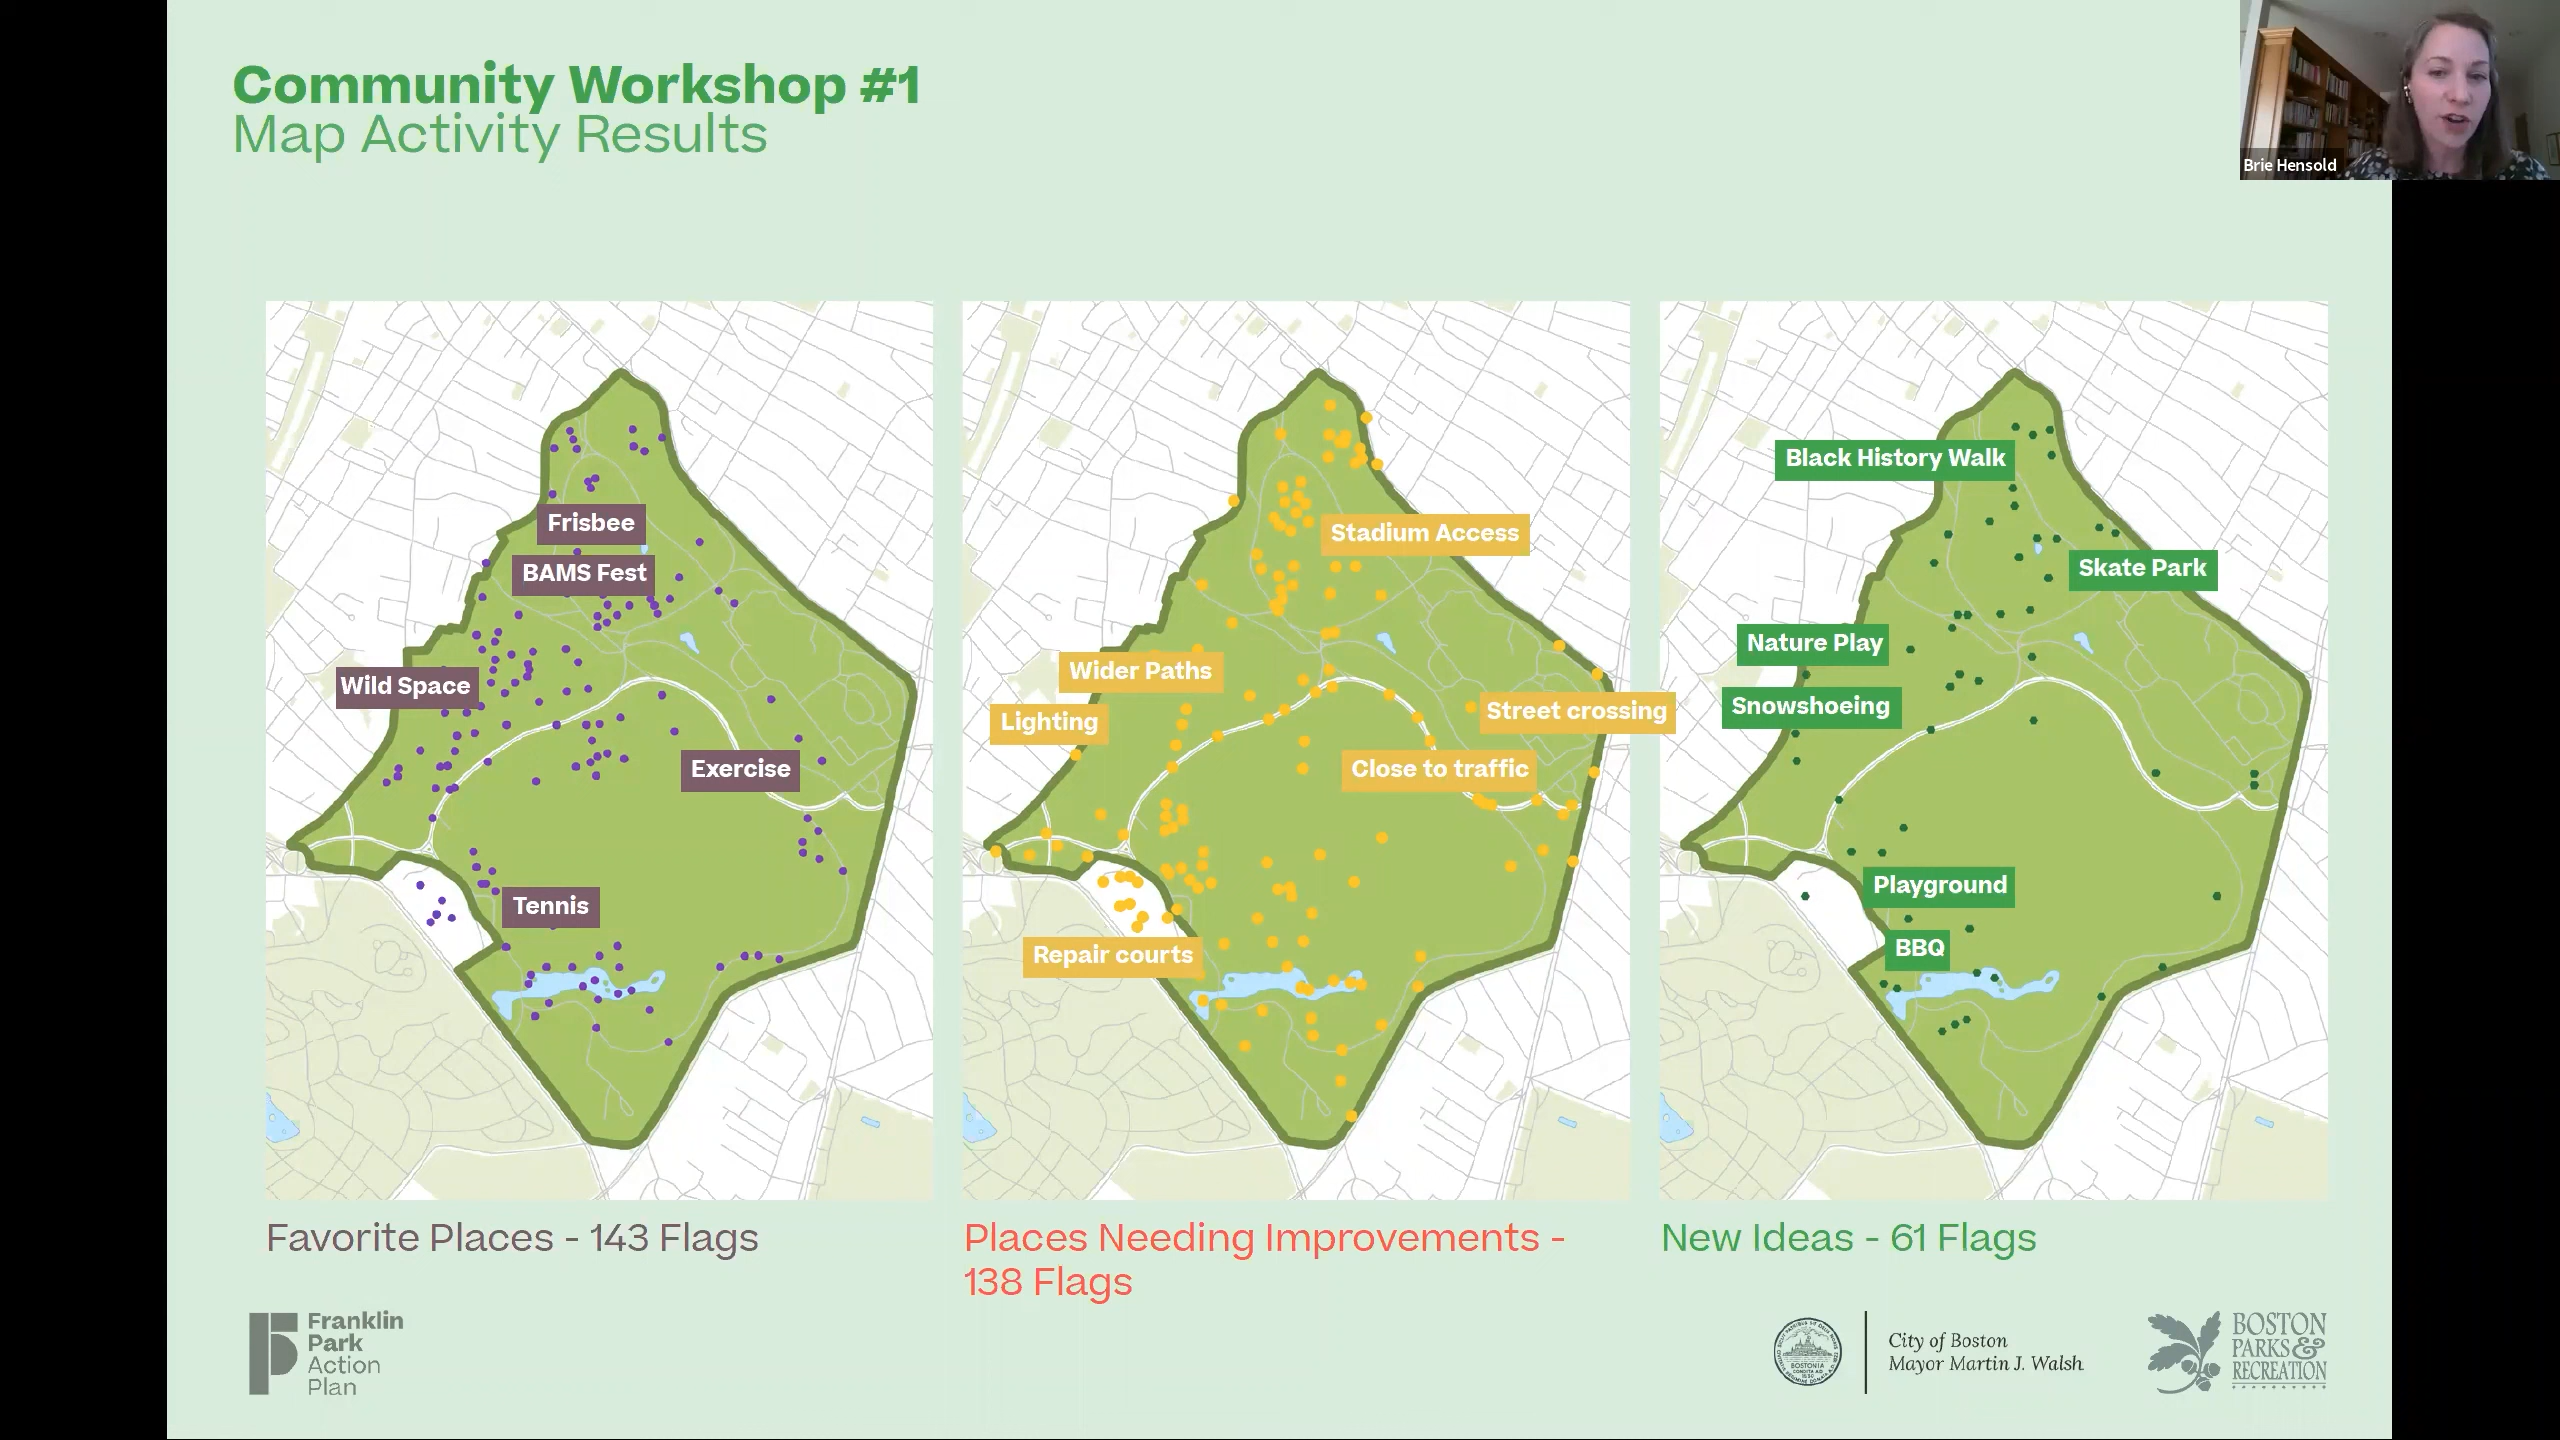 Community Workshop #1
Map Activity Results
Brie Hensold
Frisbee
BAMS Fest
Wild Space
Exercise
Tennis
Stadium Access
Wider Paths
Lighting
Street crossing
Close to traffic
Repair courts
Black History Walk
Skate Park
Nature Play
Snowshoeing
Playground
BBQ
Favorite Places - 143 Flags
Places Needing Improvements -
138 Flags
New Ideas - 61 Flags
Franklin
Park
Action
Plan
City of Boston
Mayor Martin J. Walsh
BOSTON
PARKS &
RECREATION